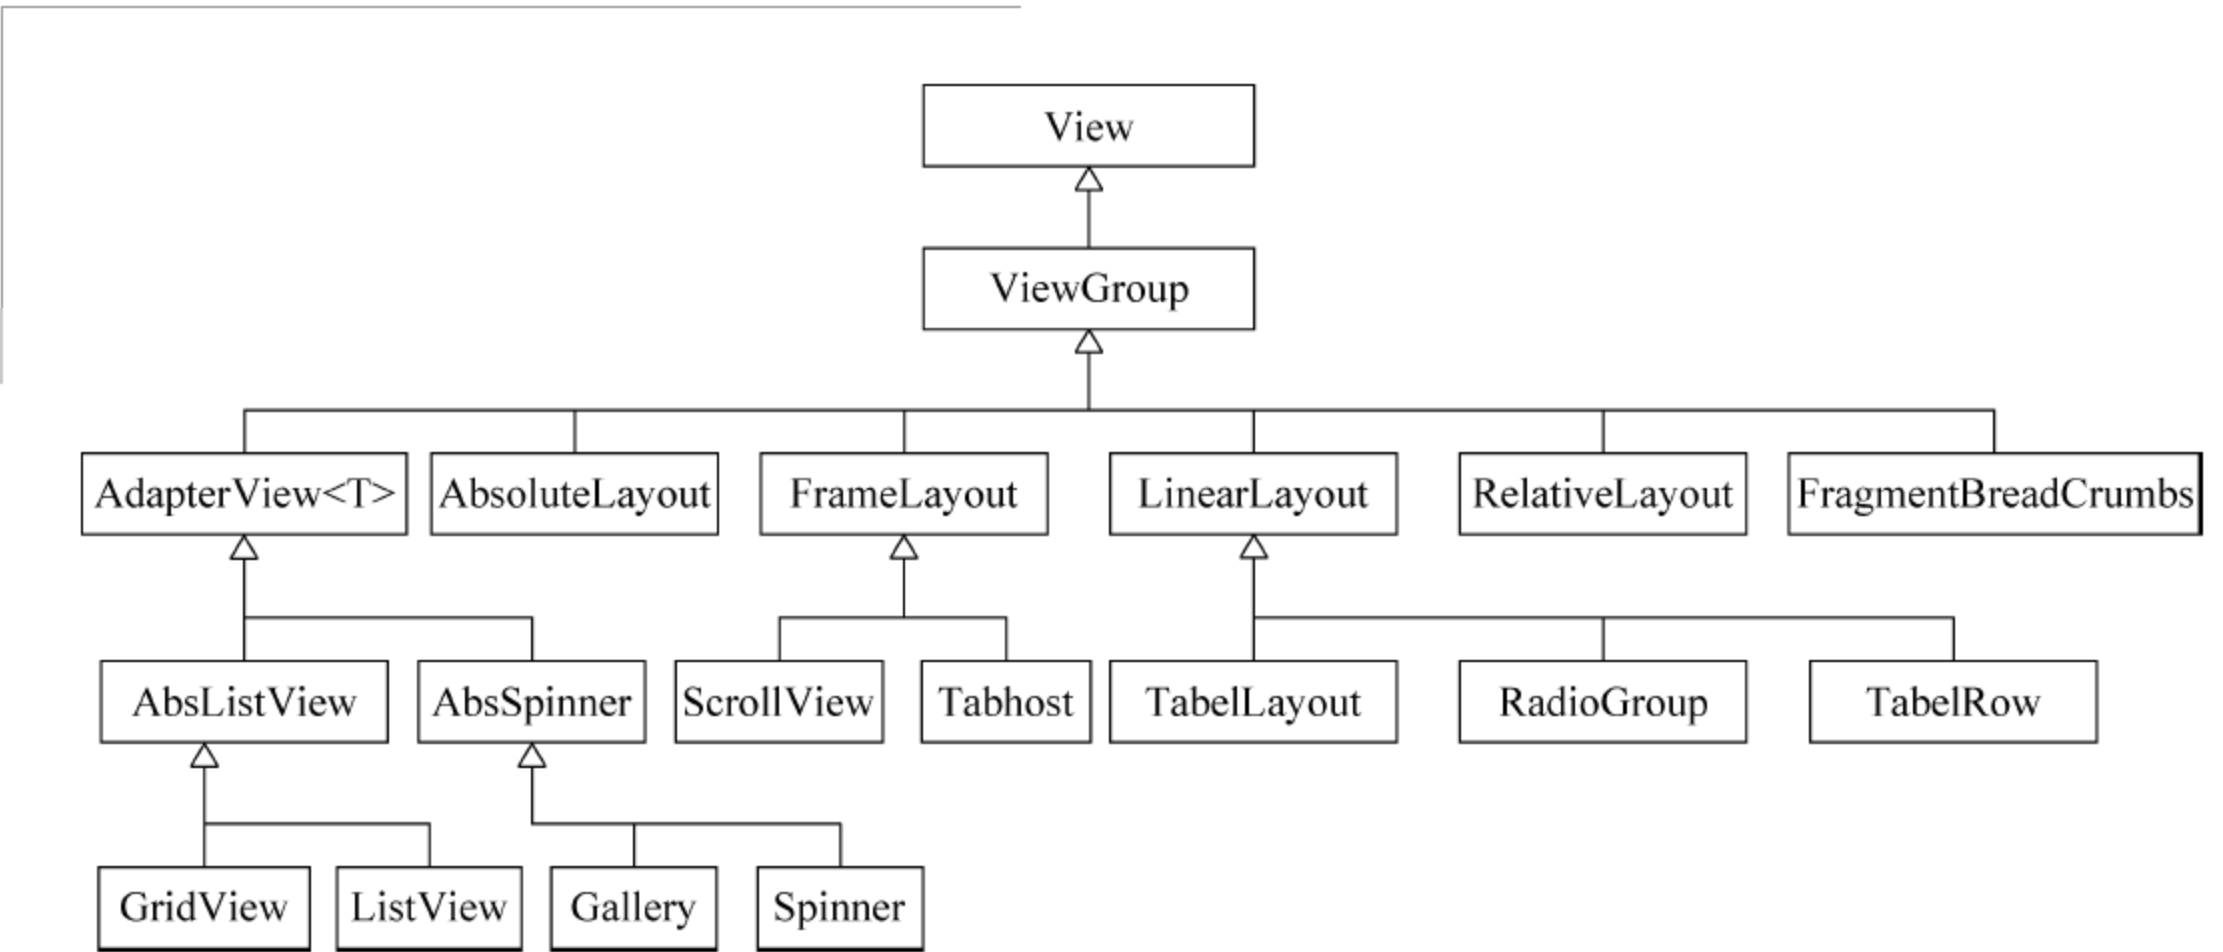 View
ViewGroup
AdapterView<T>
AbsoluteLayout
FrameLayout
LinearLayout
RelativeLayout
FragmentBreadCrumbs
AbsListView
AbsSpinner
ScrollView
Tabhost
TabelLayout
RadioGroup
TabelRow
GridView
ListView
Gallery
Spinner